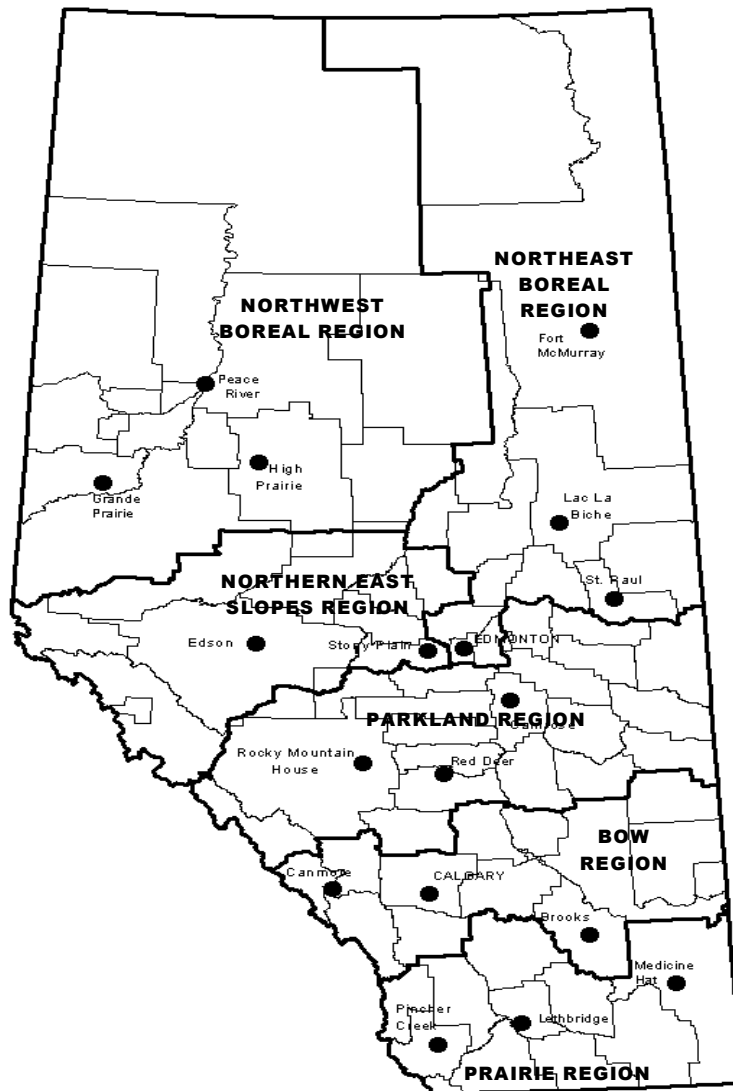 NORTHEAST
BOREAL
REGION
NORTHWEST
BOREAL REGION
Fort
McMurray
Peace
River
High
Prairie
Grande
Prairie
Lac La
Biche
NORTHERN EAST
SLOPES REGION
St. Paul
Edson
Stony Plain
EDMONTON
PARKLAND REGION
Camrose
Rocky Mountain
House
Red Deer
BOW
REGION
Canmore
CALGARY
Brooks
Medicine
Hat
Pincher
Creek
Lethbridge
PRAIRIE REGION